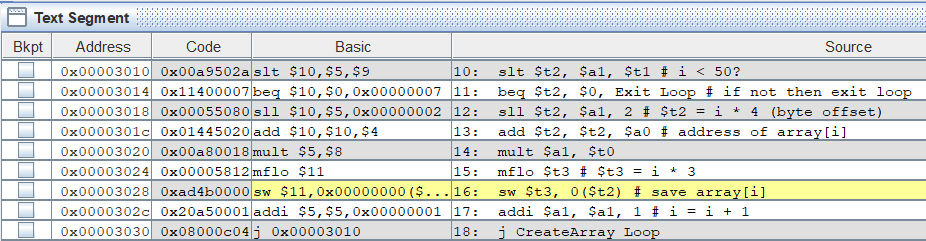 Text Segment
Bkpt Address Code Basic Source
0x00003010 0x00a9502a slt $10,$5,$9 10: slt $t2, $a1, $t1 # i < 50?
0x00003014 0x11400007 beq $10,$0,0x00000007 11: beq $t2, $0, Exit Loop # if not then exit loop
0x00003018 0x00055080 sll $10,$5,0x00000002 12: sll $t2, $a1, 2 # $t2 = i * 4 (byte offset)
0x0000301c 0x01445020 add $10,$10,$4 13: add $t2, $t2, $a0 # address of array[i]
0x00003020 0x00a80018 mult $5,$8 14: mult $a1, $t0
0x00003024 0x00005812 mflo $11 15: mflo $t3 # $t3 = i * 3
0x00003028 0xad4b0000 sw $11,0x00000000($... 16: sw $t3, 0($t2) # save array[i]
0x0000302c 0x20a50001 addi $5,$5,0x00000001 17: addi $a1, $a1, 1 # i = i + 1
0x00003030 0x08000c04 j 0x00003010 18: j CreateArray Loop